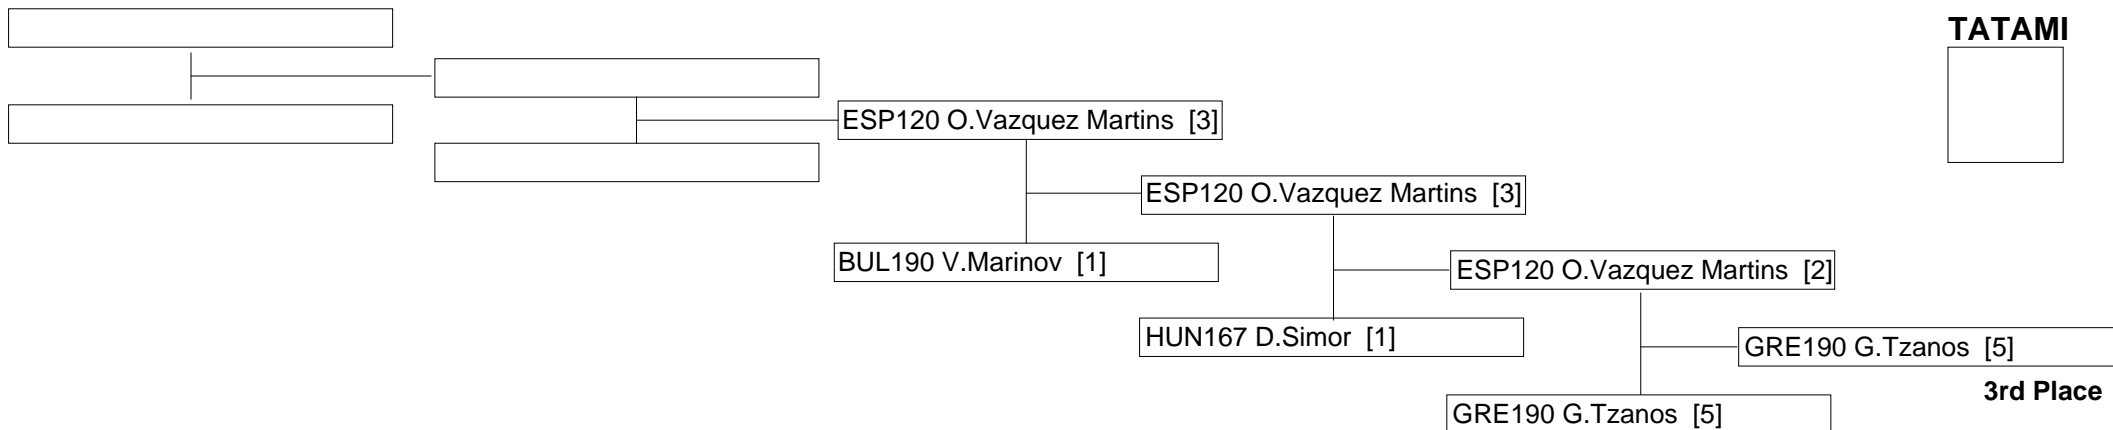 TATAMI
ESP120 O.Vazquez Martins [3]
ESP120 O.Vazquez Martins [3]
BUL190 V.Marinov [1]
ESP120 O.Vazquez Martins [2]
HUN167 D.Simor [1]
GRE190 G.Tzanos [5]
3rd Place
GRE190 G.Tzanos [5]